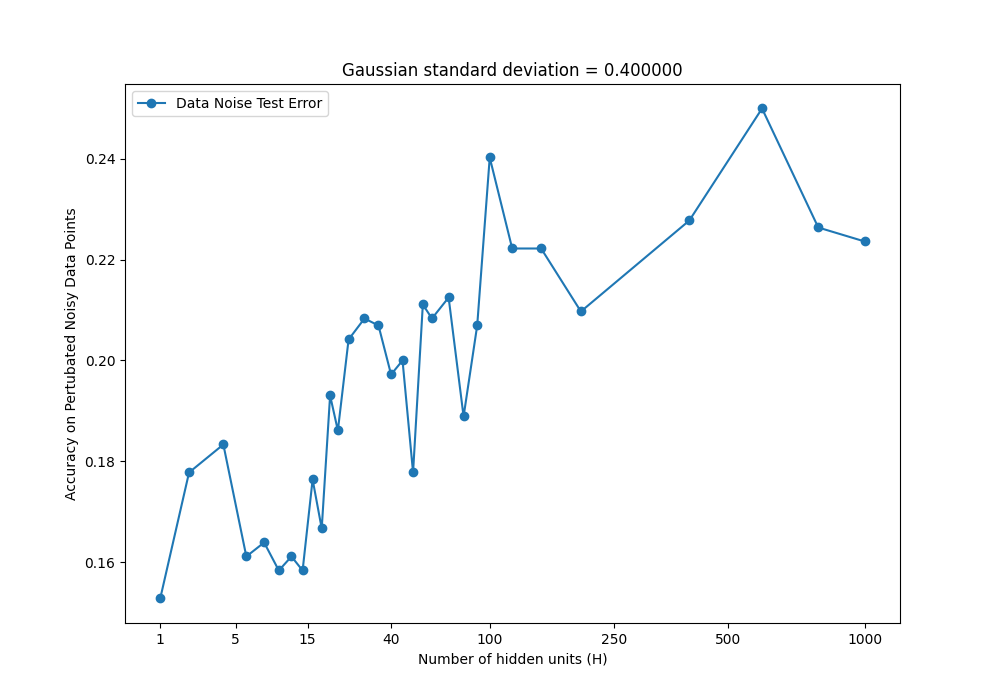 Gaussian standard deviation = 0.400000
Data Noise Test Error
Accuracy on Pertubated Noisy Data Points
0.24
0.22
0.20
0.18
0.16
1 5 15 40 100 250 500 1000
Number of hidden units (H)